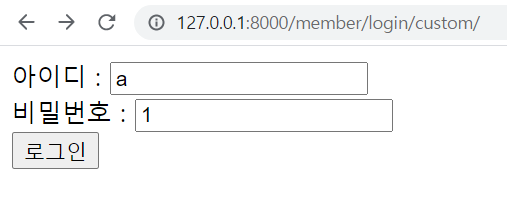 127.0.0.1:8000/member/login/custom/
아이디 : a
비밀번호 : 1
로그인